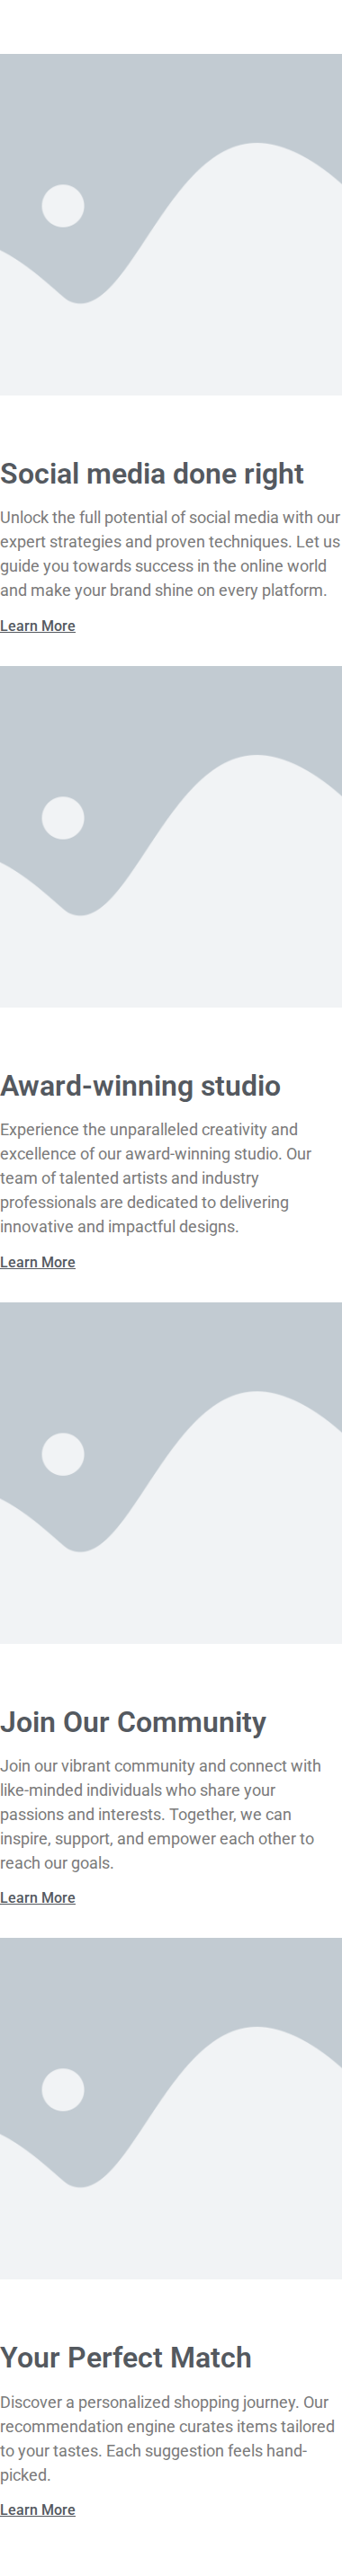 Social media done right
Unlock the full potential of social media with our
expert strategies and proven techniques. Let us
guide you towards success in the online world
and make your brand shine on every platform.
Learn More
Award-winning studio
Experience the unparalleled creativity and
excellence of our award-winning studio. Our
team of talented artists and industry
professionals are dedicated to delivering
innovative and impactful designs.
Learn More
Join Our Community
Join our vibrant community and connect with
like-minded individuals who share your
passions and interests. Together, we can
inspire, support, and empower each other to
reach our goals.
Learn More
Your Perfect Match
Discover a personalized shopping journey. Our
recommendation engine curates items tailored
to your tastes. Each suggestion feels hand-
picked.
Learn More